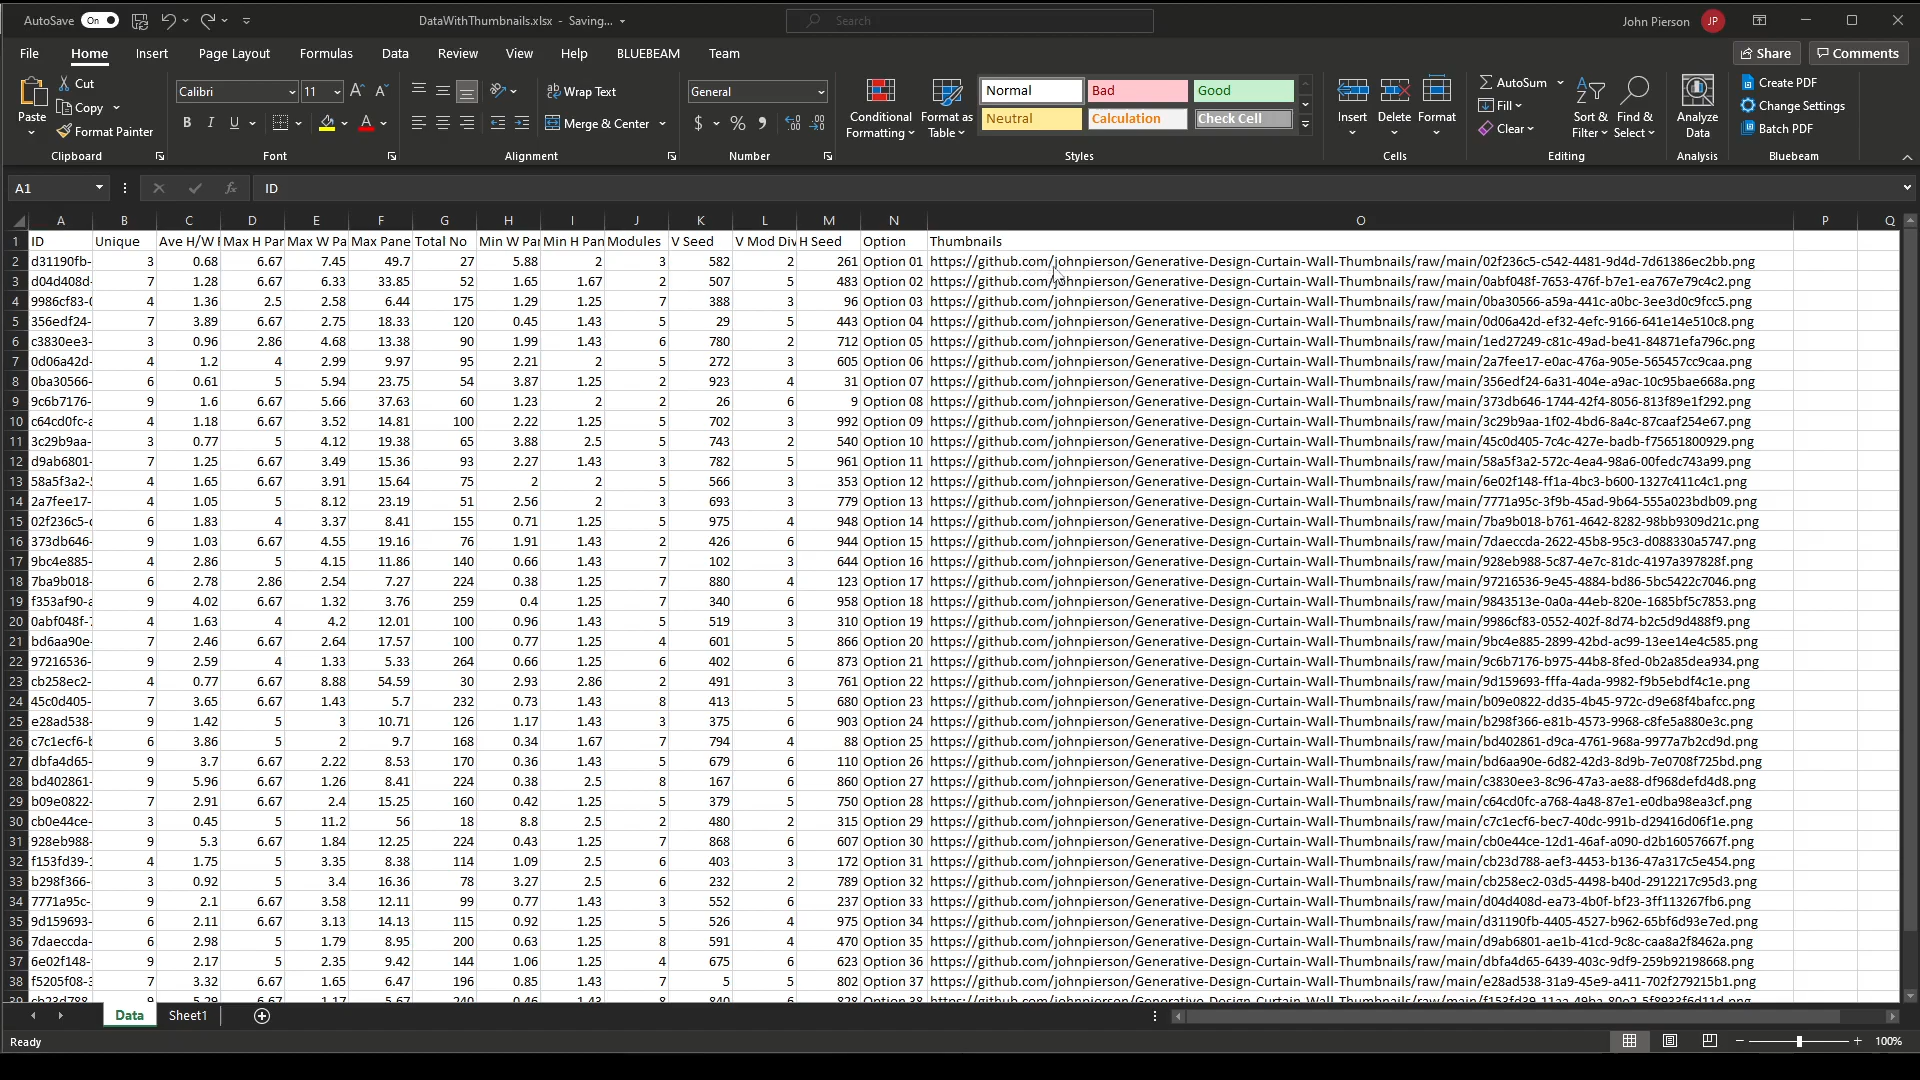 AutoSave On DataWithThumbnails.xlsx - Saving... Search John Pierson JP
File Home Insert Page Layout Formulas Data Review View Help BLUEBEAM Team Share Comments
Paste Cut Copy Format Painter Clipboard
Calibri 11 B I U A Font
Wrap Text Merge & Center Alignment
General $ % Number
Conditional Formatting Format as Table Normal Bad Good Neutral Calculation Check Cell Styles
Insert Delete Format Cells
AutoSum Fill Clear Sort & Filter Find & Select Editing
Analyze Data Analysis
Create PDF Change Settings Batch PDF Bluebeam
A1 fx ID
A B C D E F G H I J K L M N O P Q
1 ID Unique Ave H/W Max H Par Max W Pa Max Pane Total No Min W Par Min H Pan Modules V Seed V Mod Div H Seed Option Thumbnails
2 d31190fb- 3 0.68 6.67 7.45 49.7 27 5.88 2 3 582 2 261 Option 01 https://github.com/johnpierson/Generative-Design-Curtain-Wall-Thumbnails/raw/main/02f236c5-c542-4481-9d4d-7d61386ec2bb.png
3 d04d408d- 7 1.28 6.67 6.33 33.85 52 1.65 1.67 2 507 5 483 Option 02 https://github.com/johnpierson/Generative-Design-Curtain-Wall-Thumbnails/raw/main/0abf048f-7653-476f-b7e1-ea767e79c4c2.png
4 9986cf83-0 4 1.36 2.5 2.58 6.44 175 1.29 1.25 7 388 3 96 Option 03 https://github.com/johnpierson/Generative-Design-Curtain-Wall-Thumbnails/raw/main/0ba30566-a59a-441c-a0bc-3ee3d0c9fcc5.png
5 356edf24- 7 3.89 6.67 2.75 18.33 120 0.45 1.43 5 29 5 443 Option 04 https://github.com/johnpierson/Generative-Design-Curtain-Wall-Thumbnails/raw/main/0d06a42d-ef32-4efc-9166-641e14e510c8.png
6 c3830ee3- 3 0.96 2.86 4.68 13.38 90 1.99 1.43 6 780 2 712 Option 05 https://github.com/johnpierson/Generative-Design-Curtain-Wall-Thumbnails/raw/main/1ed27249-c81c-49ad-be41-84871efa796c.png
7 0d06a42d- 4 1.2 4 2.99 9.97 95 2.21 2 5 272 3 605 Option 06 https://github.com/johnpierson/Generative-Design-Curtain-Wall-Thumbnails/raw/main/2a7fee17-e0ac-476a-905e-565457cc9caa.png
8 0ba30566- 6 0.61 5 5.94 23.75 54 3.87 1.25 2 923 4 31 Option 07 https://github.com/johnpierson/Generative-Design-Curtain-Wall-Thumbnails/raw/main/356edf24-6a31-404e-a9ac-10c95bae668a.png
9 9c6b7176- 9 1.6 6.67 5.66 37.63 60 1.23 2 2 26 6 9 Option 08 https://github.com/johnpierson/Generative-Design-Curtain-Wall-Thumbnails/raw/main/373db646-1744-42f4-8056-813f89e1f292.png
10 c64cd0fc-a 4 1.18 6.67 3.52 14.81 100 2.22 1.25 5 702 3 992 Option 09 https://github.com/johnpierson/Generative-Design-Curtain-Wall-Thumbnails/raw/main/3c29b9aa-1f02-4bd6-8a4c-87caaf254e67.png
11 3c29b9aa- 3 0.77 5 4.12 19.38 65 3.88 2.5 5 743 2 540 Option 10 https://github.com/johnpierson/Generative-Design-Curtain-Wall-Thumbnails/raw/main/45c0d405-7c4c-427e-badb-f75651800929.png
12 d9ab6801- 7 1.25 6.67 3.49 15.36 93 2.27 1.43 3 782 5 961 Option 11 https://github.com/johnpierson/Generative-Design-Curtain-Wall-Thumbnails/raw/main/58a5f3a2-572c-4ea4-98a6-00fedc743a99.png
13 58a5f3a2-5 4 1.65 6.67 3.91 15.64 75 2 2 5 566 3 353 Option 12 https://github.com/johnpierson/Generative-Design-Curtain-Wall-Thumbnails/raw/main/6e02f148-ff1a-4bc3-b600-1327c411c4c1.png
14 2a7fee17- 4 1.05 5 8.12 23.19 51 2.56 2 3 693 3 779 Option 13 https://github.com/johnpierson/Generative-Design-Curtain-Wall-Thumbnails/raw/main/7771a95c-3f9b-45ad-9b64-555a023bdb09.png
15 02f236c5-c 6 1.83 4 3.37 8.41 155 0.71 1.25 5 975 4 948 Option 14 https://github.com/johnpierson/Generative-Design-Curtain-Wall-Thumbnails/raw/main/7ba9b018-b761-4642-8282-98bb9309d21c.png
16 373db646- 9 1.03 6.67 4.55 19.16 76 1.91 1.43 2 426 6 944 Option 15 https://github.com/johnpierson/Generative-Design-Curtain-Wall-Thumbnails/raw/main/7daeccda-2622-45b8-95c3-d088330a5747.png
17 9bc4e885- 4 2.86 5 4.15 11.86 140 0.66 1.43 7 102 3 644 Option 16 https://github.com/johnpierson/Generative-Design-Curtain-Wall-Thumbnails/raw/main/928eb988-5c87-4e7c-81dc-4197a397828f.png
18 7ba9b018- 6 2.78 2.86 2.54 7.27 224 0.38 1.25 7 880 4 123 Option 17 https://github.com/johnpierson/Generative-Design-Curtain-Wall-Thumbnails/raw/main/97216536-9e45-4884-bd86-5bc5422c7046.png
19 f353af90-a 9 4.02 6.67 1.32 3.76 259 0.4 1.25 7 340 6 958 Option 18 https://github.com/johnpierson/Generative-Design-Curtain-Wall-Thumbnails/raw/main/9843513e-0a0a-44eb-820e-1685bf5c7853.png
20 0abf048f-7 4 1.63 4 4.2 12.01 100 0.96 1.43 5 519 3 310 Option 19 https://github.com/johnpierson/Generative-Design-Curtain-Wall-Thumbnails/raw/main/9986cf83-0552-402f-8d74-b2c5d9d488f9.png
21 bd6aa90e- 7 2.46 6.67 2.64 17.57 100 0.77 1.25 4 601 5 866 Option 20 https://github.com/johnpierson/Generative-Design-Curtain-Wall-Thumbnails/raw/main/9bc4e885-2899-42bd-ac99-13ee14e4c585.png
22 97216536- 9 2.59 4 1.33 5.33 264 0.66 1.25 6 402 6 873 Option 21 https://github.com/johnpierson/Generative-Design-Curtain-Wall-Thumbnails/raw/main/9c6b7176-b975-44b8-8fed-0b2a85dea934.png
23 cb258ec2- 4 0.77 6.67 8.88 54.59 30 2.93 2.86 2 491 3 761 Option 22 https://github.com/johnpierson/Generative-Design-Curtain-Wall-Thumbnails/raw/main/9d159693-fffa-4ada-9982-f9b5ebdf4c1e.png
24 45c0d405- 7 3.65 6.67 1.43 5.7 232 0.73 1.43 8 413 5 680 Option 23 https://github.com/johnpierson/Generative-Design-Curtain-Wall-Thumbnails/raw/main/b09e0822-dd35-4b45-972c-d9e68f4bafcc.png
25 e28ad538- 9 1.42 5 3 10.71 126 1.17 1.43 3 375 6 903 Option 24 https://github.com/johnpierson/Generative-Design-Curtain-Wall-Thumbnails/raw/main/b298f366-e81b-4573-9968-c8fe5a880e3c.png
26 c7c1ecf6-b 6 3.86 5 2 9.7 168 0.34 1.67 7 794 4 88 Option 25 https://github.com/johnpierson/Generative-Design-Curtain-Wall-Thumbnails/raw/main/bd402861-d9ca-4761-968a-9977a7b2cd9d.png
27 dbfa4d65- 9 3.7 6.67 2.22 8.53 170 0.36 1.43 5 679 6 110 Option 26 https://github.com/johnpierson/Generative-Design-Curtain-Wall-Thumbnails/raw/main/bd6aa90e-6d82-42d3-8d9b-7e0708f725bd.png
28 bd402861- 9 5.96 6.67 1.26 8.41 224 0.38 2.5 8 167 6 860 Option 27 https://github.com/johnpierson/Generative-Design-Curtain-Wall-Thumbnails/raw/main/c3830ee3-8c96-47a3-ae88-df968defd4d8.png
29 b09e0822- 7 2.91 6.67 2.4 15.25 160 0.42 1.25 5 379 5 750 Option 28 https://github.com/johnpierson/Generative-Design-Curtain-Wall-Thumbnails/raw/main/c64cd0fc-a768-4a48-87e1-e0dba98ea3cf.png
30 cb0e44ce- 3 0.45 5 11.2 56 18 8.8 2.5 2 480 2 315 Option 29 https://github.com/johnpierson/Generative-Design-Curtain-Wall-Thumbnails/raw/main/c7c1ecf6-bec7-40dc-991b-d29416d06f1e.png
31 928eb988- 9 5.3 6.67 1.84 12.25 224 0.43 1.25 7 868 6 607 Option 30 https://github.com/johnpierson/Generative-Design-Curtain-Wall-Thumbnails/raw/main/cb0e44ce-12d1-46af-a090-d2b16057667f.png
32 f153fd39-1 4 1.75 5 3.35 8.38 114 1.09 2.5 6 403 3 172 Option 31 https://github.com/johnpierson/Generative-Design-Curtain-Wall-Thumbnails/raw/main/cb23d788-aef3-4453-b136-47a317c5e454.png
33 b298f366- 3 0.92 5 3.4 16.36 78 3.27 2.5 6 232 2 789 Option 32 https://github.com/johnpierson/Generative-Design-Curtain-Wall-Thumbnails/raw/main/cb258ec2-03d5-4498-b40d-2912217c95d3.png
34 7771a95c- 9 2.1 6.67 3.58 12.11 99 0.77 1.43 3 552 6 237 Option 33 https://github.com/johnpierson/Generative-Design-Curtain-Wall-Thumbnails/raw/main/d04d408d-ea73-4b0f-bf23-3ff113267fb6.png
35 9d159693- 6 2.11 6.67 3.13 14.13 115 0.92 1.25 5 526 4 975 Option 34 https://github.com/johnpierson/Generative-Design-Curtain-Wall-Thumbnails/raw/main/d31190fb-4405-4527-b962-65bf6d93e7ed.png
36 7daeccda- 6 2.98 5 1.79 8.95 200 0.63 1.25 8 591 4 470 Option 35 https://github.com/johnpierson/Generative-Design-Curtain-Wall-Thumbnails/raw/main/d9ab6801-ae1b-41cd-9c8c-caa8a2f8462a.png
37 6e02f148- 9 2.17 5 2.35 9.42 144 1.06 1.25 4 675 6 623 Option 36 https://github.com/johnpierson/Generative-Design-Curtain-Wall-Thumbnails/raw/main/dbfa4d65-6439-403c-9df9-259b92198668.png
38 f5205f08-3 7 3.32 6.67 1.65 6.47 196 0.85 1.43 7 5 5 802 Option 37 https://github.com/johnpierson/Generative-Design-Curtain-Wall-Thumbnails/raw/main/e28ad538-31a9-45e9-a411-702f279215b1.png
39 cb23d788 9 5.29 6.67 1.17 5.67 240 0.46 1.43 8 840 6 828 Option 38
Data Sheet1
Ready 100%